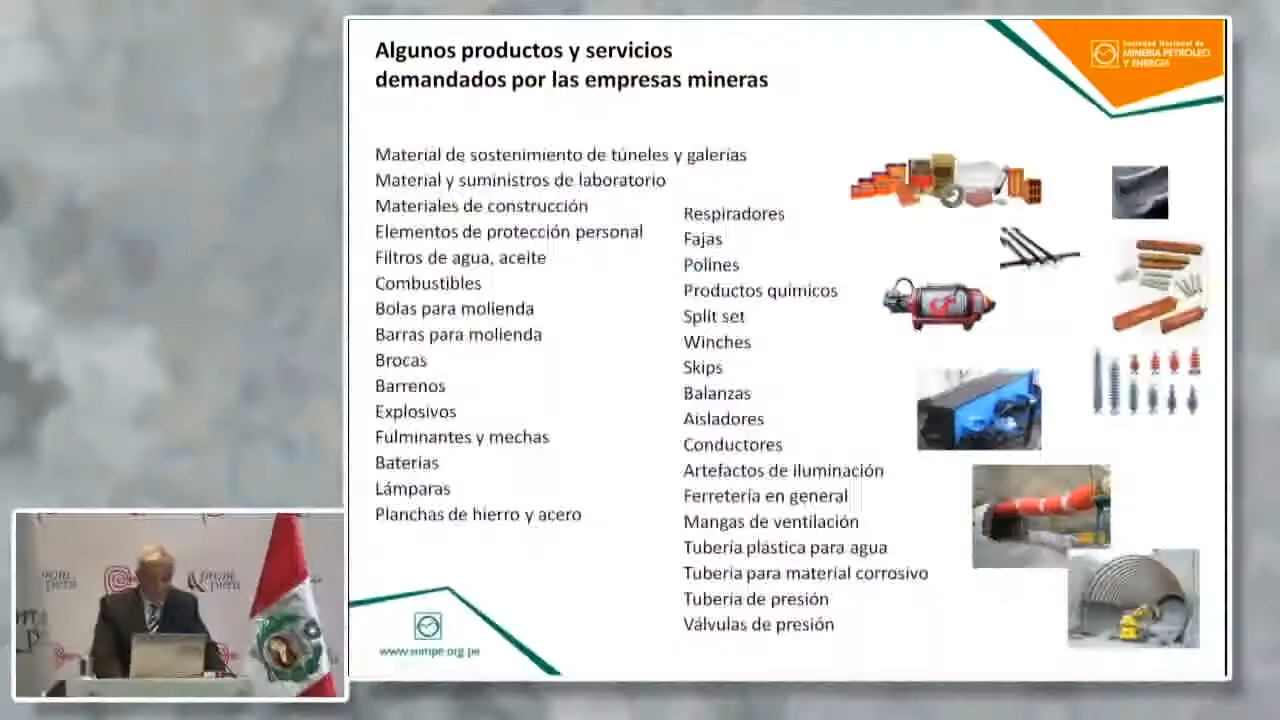 Algunos productos y servicios
demandados por las empresas mineras
Sociedad Nacional de
MINERIA PETROLEO
Y ENERGIA
Material de sostenimiento de túneles y galerías
Material y suministros de laboratorio
Materiales de construcción
Elementos de protección personal
Filtros de agua, aceite
Combustibles
Bolas para molienda
Barras para molienda
Brocas
Barrenos
Explosivos
Fulminantes y mechas
Baterias
Lámparas
Planchas de hierro y acero
Respiradores
Fajas
Polines
Productos químicos
Split set
Winches
Skips
Balanzas
Aisladores
Conductores
Artefactos de iluminación
Ferretería en general
Mangas de ventilación
Tubería plástica para agua
Tubería para material corrosivo
Tubería de presión
Válvulas de presión
www.snmpe.org.pe